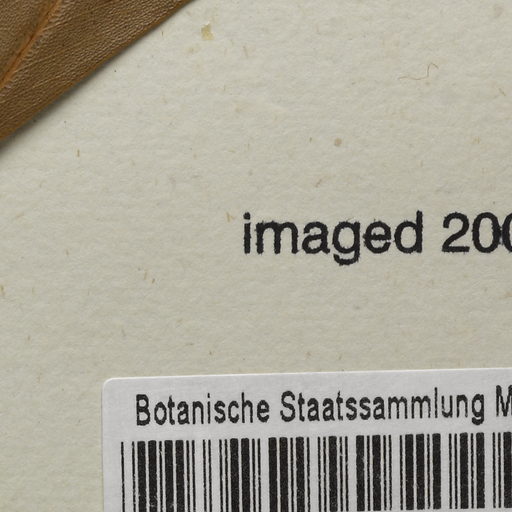 imaged 200
Botanische Staatssammlung M